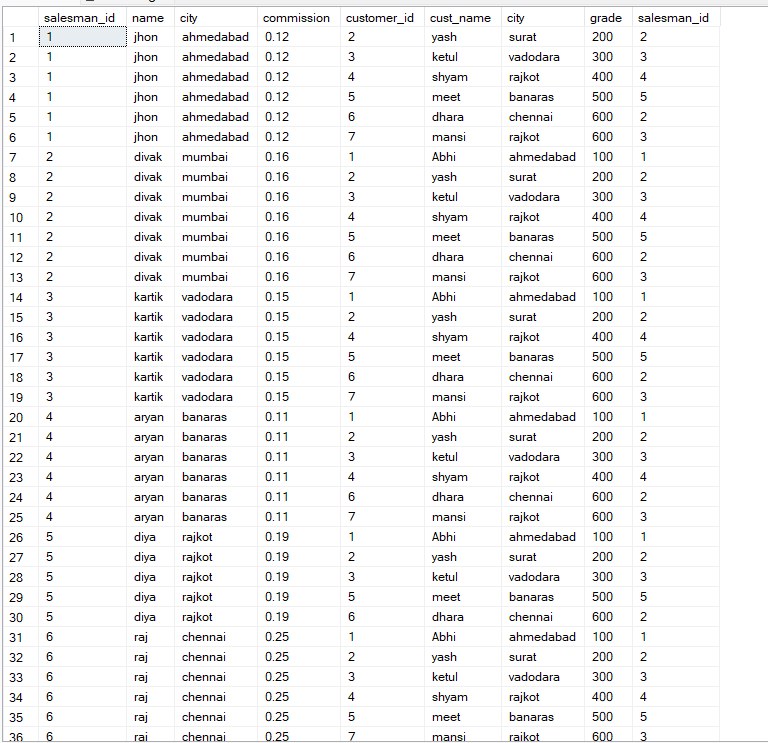 salesman_id name city commission customer_id cust_name city grade salesman_id
1 1 jhon ahmedabad 0.12 2 yash surat 200 2
2 1 jhon ahmedabad 0.12 3 ketul vadodara 300 3
3 1 jhon ahmedabad 0.12 4 shyam rajkot 400 4
4 1 jhon ahmedabad 0.12 5 meet banaras 500 5
5 1 jhon ahmedabad 0.12 6 dhara chennai 600 2
6 1 jhon ahmedabad 0.12 7 mansi rajkot 600 3
7 2 divak mumbai 0.16 1 Abhi ahmedabad 100 1
8 2 divak mumbai 0.16 2 yash surat 200 2
9 2 divak mumbai 0.16 3 ketul vadodara 300 3
10 2 divak mumbai 0.16 4 shyam rajkot 400 4
11 2 divak mumbai 0.16 5 meet banaras 500 5
12 2 divak mumbai 0.16 6 dhara chennai 600 2
13 2 divak mumbai 0.16 7 mansi rajkot 600 3
14 3 kartik vadodara 0.15 1 Abhi ahmedabad 100 1
15 3 kartik vadodara 0.15 2 yash surat 200 2
16 3 kartik vadodara 0.15 4 shyam rajkot 400 4
17 3 kartik vadodara 0.15 5 meet banaras 500 5
18 3 kartik vadodara 0.15 6 dhara chennai 600 2
19 3 kartik vadodara 0.15 7 mansi rajkot 600 3
20 4 aryan banaras 0.11 1 Abhi ahmedabad 100 1
21 4 aryan banaras 0.11 2 yash surat 200 2
22 4 aryan banaras 0.11 3 ketul vadodara 300 3
23 4 aryan banaras 0.11 4 shyam rajkot 400 4
24 4 aryan banaras 0.11 6 dhara chennai 600 2
25 4 aryan banaras 0.11 7 mansi rajkot 600 3
26 5 diya rajkot 0.19 1 Abhi ahmedabad 100 1
27 5 diya rajkot 0.19 2 yash surat 200 2
28 5 diya rajkot 0.19 3 ketul vadodara 300 3
29 5 diya rajkot 0.19 5 meet banaras 500 5
30 5 diya rajkot 0.19 6 dhara chennai 600 2
31 6 raj chennai 0.25 1 Abhi ahmedabad 100 1
32 6 raj chennai 0.25 2 yash surat 200 2
33 6 raj chennai 0.25 3 ketul vadodara 300 3
34 6 raj chennai 0.25 4 shyam rajkot 400 4
35 6 raj chennai 0.25 5 meet banaras 500 5
36 6 raj chennai 0.25 7 mansi rajkot 600 3